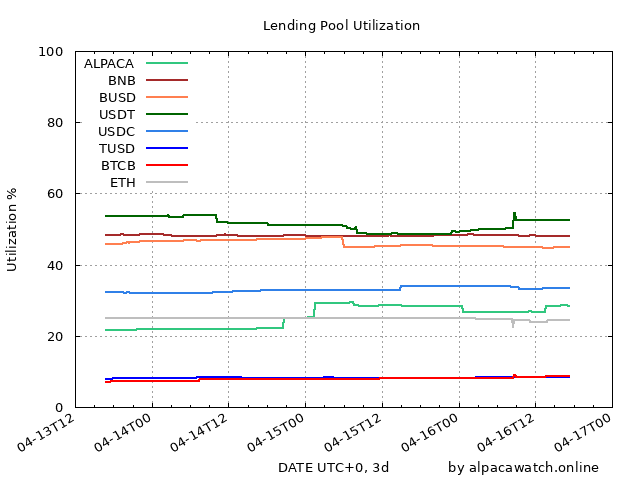 Lending Pool Utilization
100
80
60
40
20
0
Utilization %
ALPACA
BNB
BUSD
USDT
USDC
TUSD
BTCB
ETH
04-13T12
04-14T00
04-14T12
04-15T00
04-15T12
04-16T00
04-16T12
04-17T00
DATE UTC+0, 3d
by alpacawatch.online